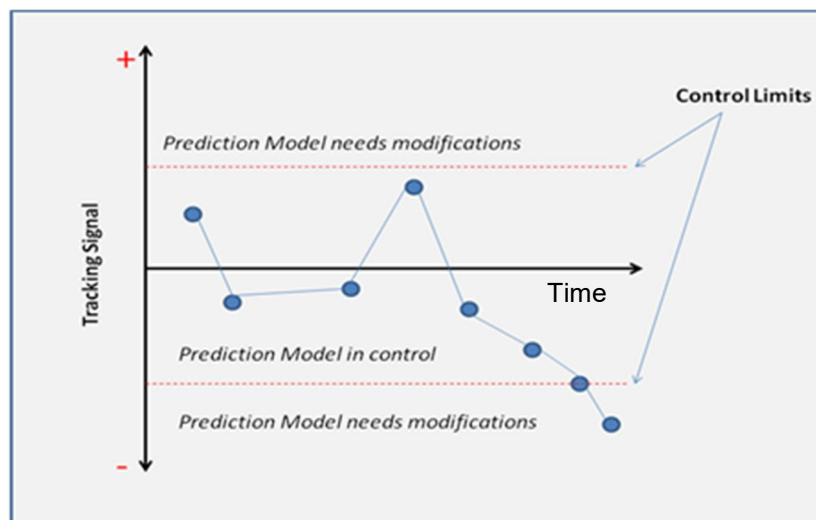 +
Control Limits
Prediction Model needs modifications
Tracking Signal
Time
Prediction Model in control
Prediction Model needs modifications
-